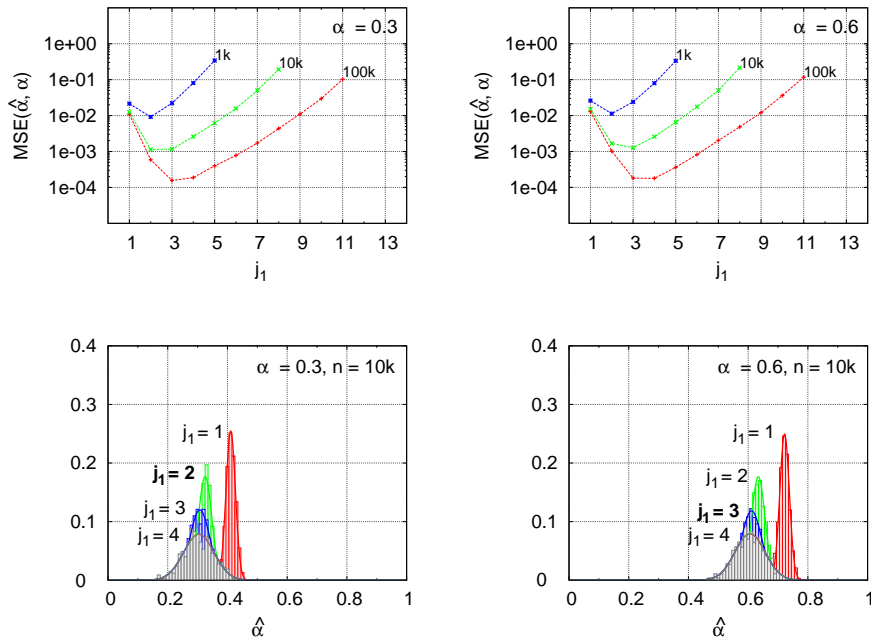 α = 0.3
1e+00
1e-01
1e-02
1e-03
1e-04
MSE(α̂, α)
1k
10k
100k
1 3 5 7 9 11 13
j₁
α = 0.6
1e+00
1e-01
1e-02
1e-03
1e-04
MSE(α̂, α)
1k
10k
100k
1 3 5 7 9 11 13
j₁
α = 0.3, n = 10k
0.4
0.3
0.2
0.1
0
j₁ = 1
j₁ = 2
j₁ = 3
j₁ = 4
0 0.2 0.4 0.6 0.8 1
α̂
α = 0.6, n = 10k
0.4
0.3
0.2
0.1
0
j₁ = 1
j₁ = 2
j₁ = 3
j₁ = 4
0 0.2 0.4 0.6 0.8 1
α̂